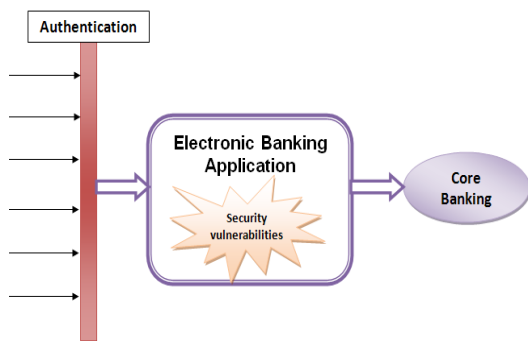 Authentication
Electronic Banking
Application
Security
vulnerabilities
Core
Banking